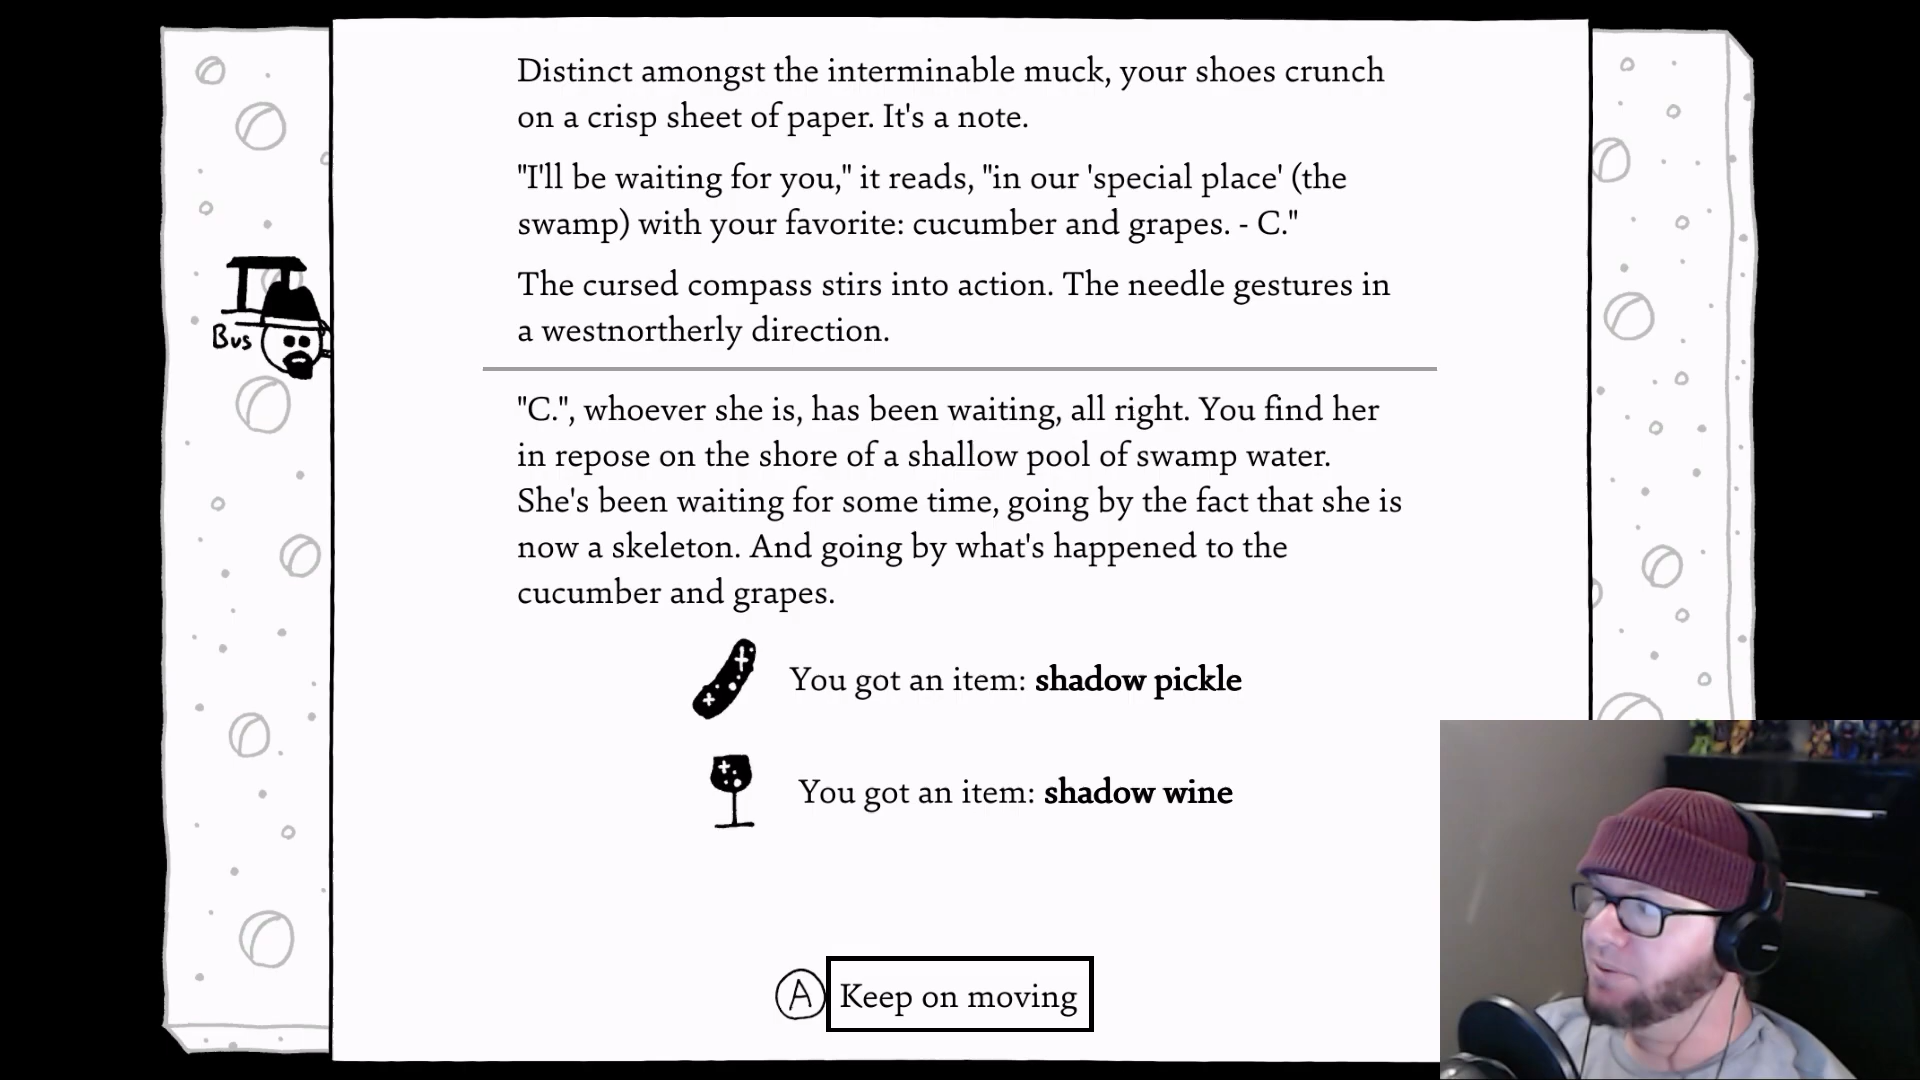 Distinct amongst the interminable muck, your shoes crunch
on a crisp sheet of paper. It's a note.
"I'll be waiting for you," it reads, "in our 'special place' (the
swamp) with your favorite: cucumber and grapes. - C."
The cursed compass stirs into action. The needle gestures in
a westnortherly direction.
Bus
"C.", whoever she is, has been waiting, all right. You find her
in repose on the shore of a shallow pool of swamp water.
She's been waiting for some time, going by the fact that she is
now a skeleton. And going by what's happened to the
cucumber and grapes.
You got an item: shadow pickle
You got an item: shadow wine
A Keep on moving